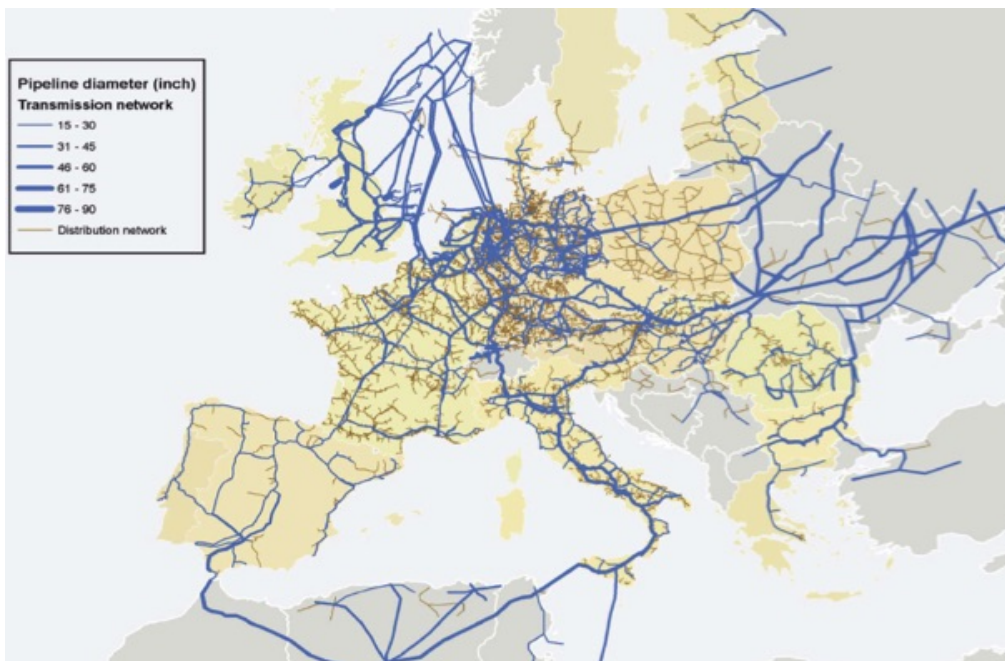 Pipeline diameter (inch)
Transmission network
15 - 30
31 - 45
46 - 60
61 - 75
76 - 90
Distribution network